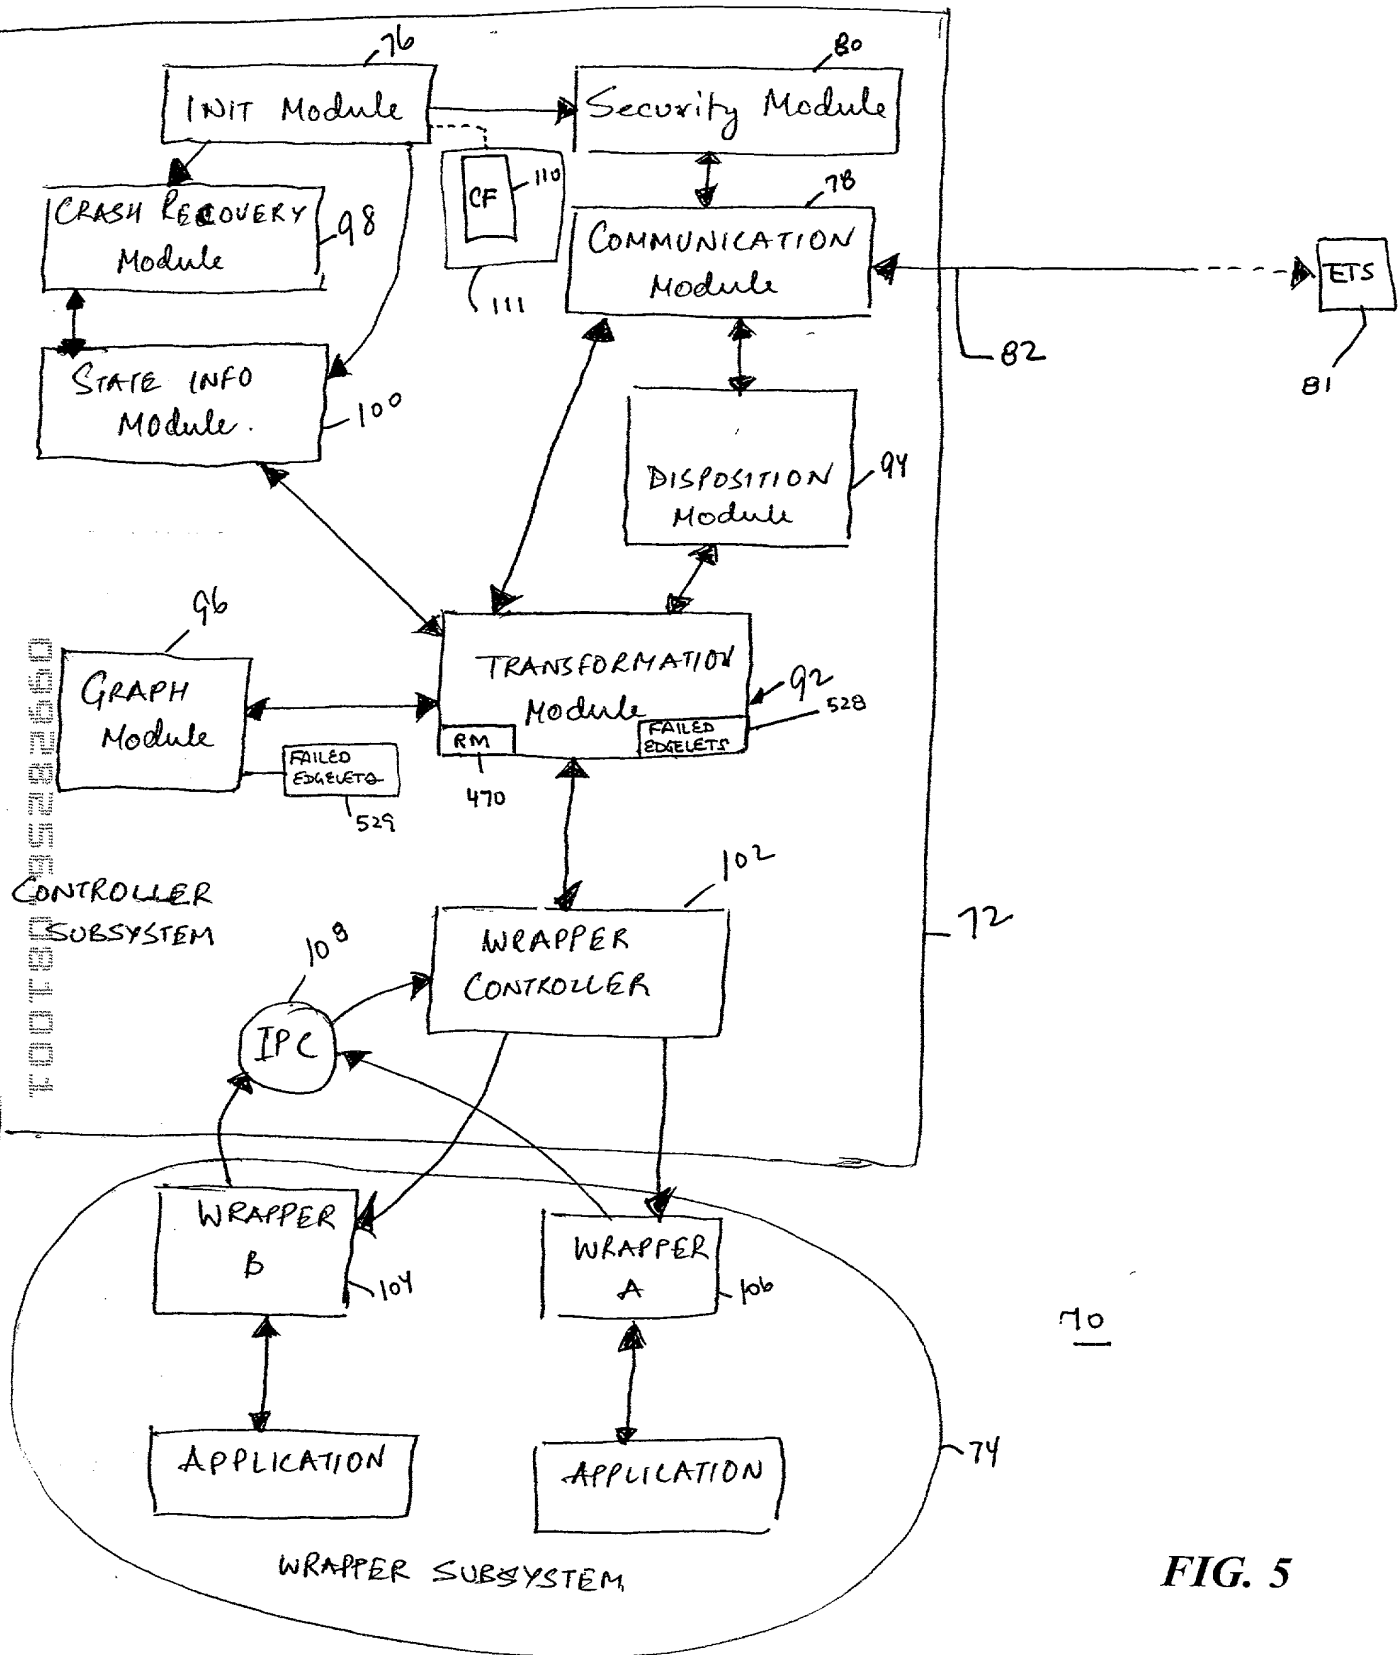 76
80
INIT Module
Security Module
CRASH RECOVERY
Module
98
CF
110
111
78
COMMUNICATION
Module
ETS
82
81
STATE INFO
MOdule.
100
DISPOSITION
Module
94
96
GRAPH
Module
TRANSFORMATION
Module
92
528
RM
FAILED
EDGELETS
470
FAILED
EDGELETS
529
CONTROLLER
SUBSYSTEM
102
72
WRAPPER
CONTROLLER
108
IPC
WRAPPER
B
104
WRAPPER
A
106
70
APPLICATION
APPLICATION
74
WRAPPER SUBSYSTEM
FIG. 5